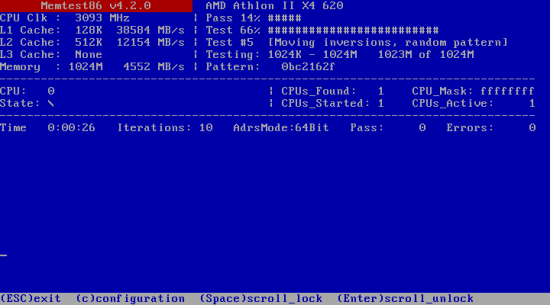 Memtest86 v4.2.0 AMD Athlon II X4 620
CPU Clk : 3093 MHz | Pass 14% #####
L1 Cache: 128K 38584 MB/s | Test 66% ##########################
L2 Cache: 512K 12154 MB/s | Test #5 [Moving inversions, random pattern]
L3 Cache: None | Testing: 1024K - 1024M 1023M of 1024M
Memory : 1024M 4552 MB/s | Pattern: 0bc2162f
CPU: 0 | CPUs_Found: 1 CPU_Mask: ffffffff
State: \ | CPUs_Started: 1 CPUs_Active: 1
Time 0:00:26 Iterations: 10 AdrsMode:64Bit Pass: 0 Errors: 0
(ESC)exit (c)configuration (Space)scroll_lock (Enter)scroll_unlock